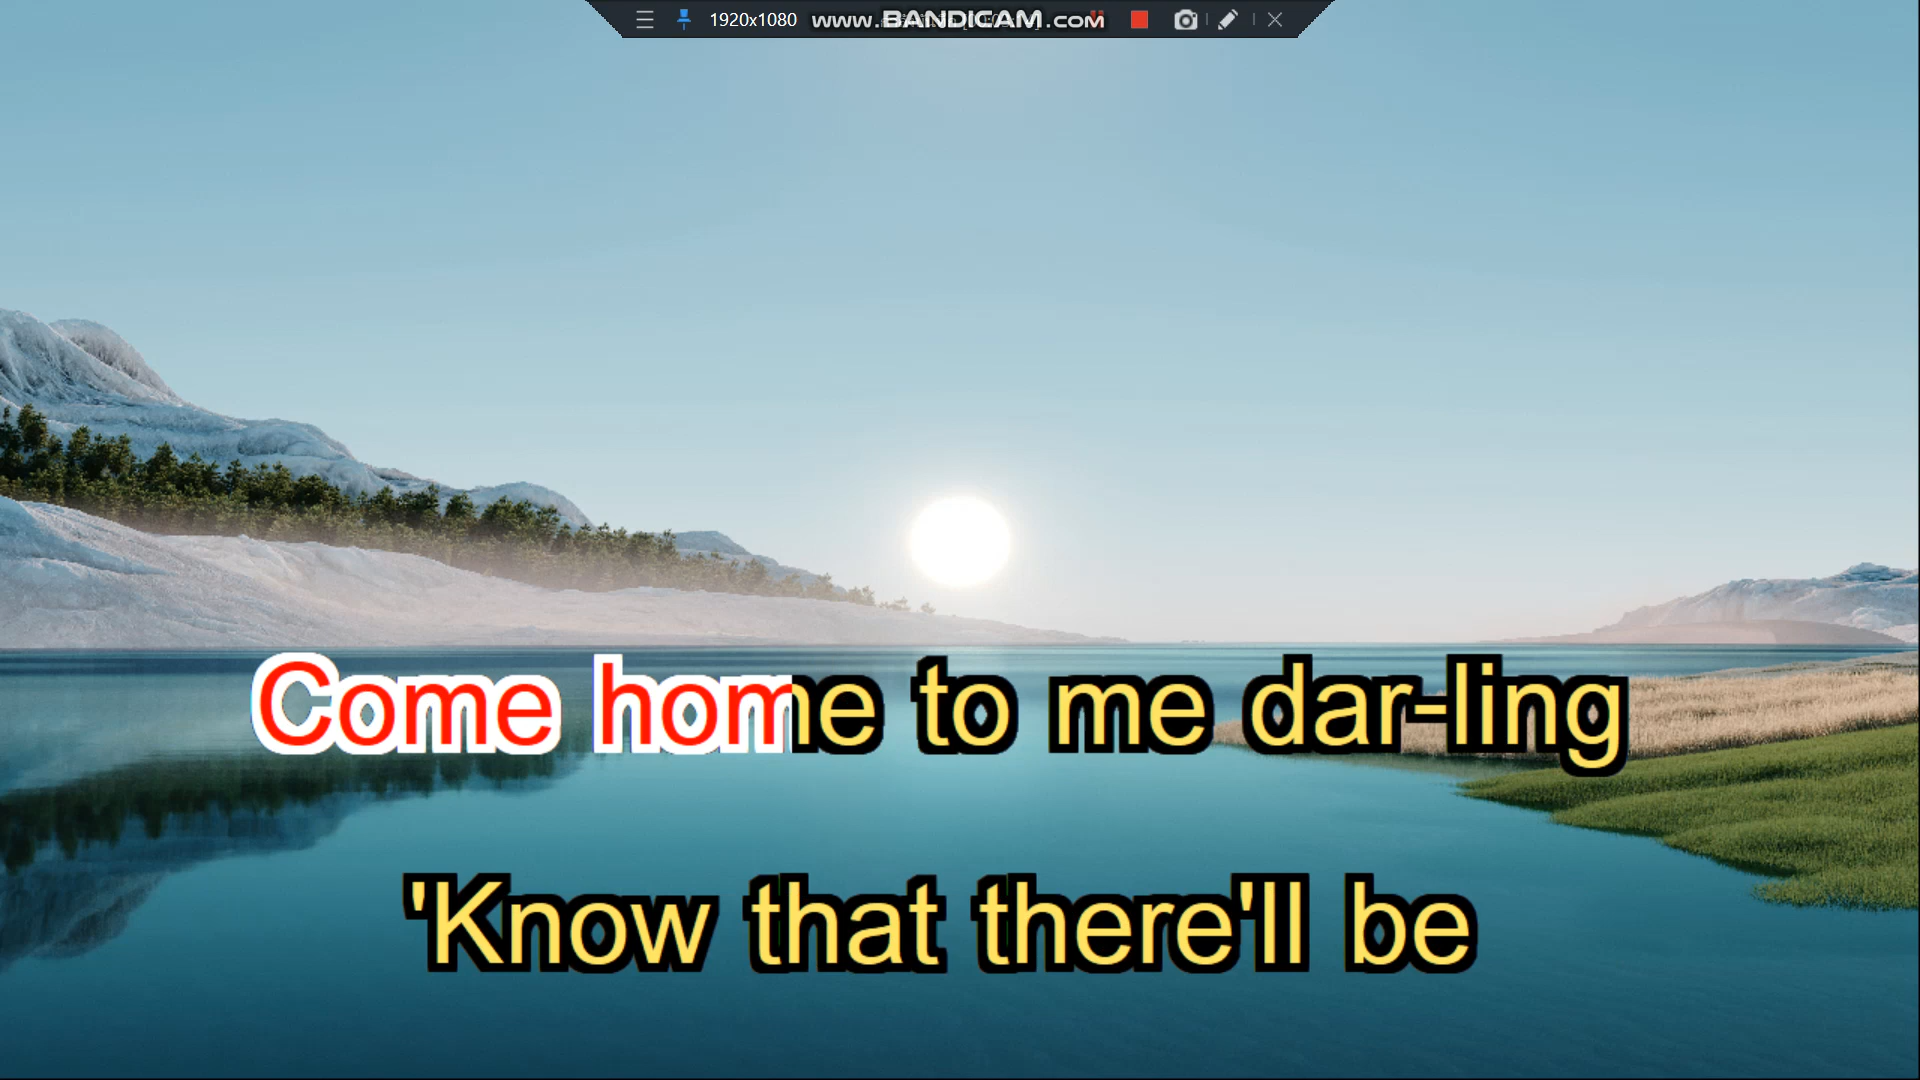 1920x1080 www.BANDICAM.com
Come home to me dar-ling
'Know that there'll be